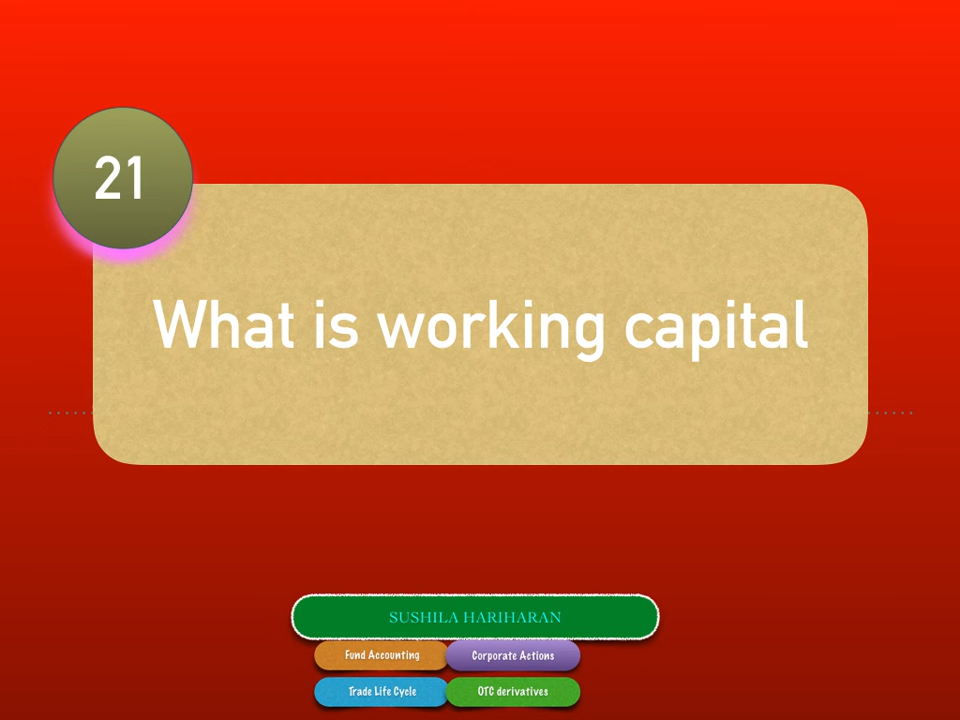 21
What is working capital
SUSHILA HARIHARAN
Fund Accounting
Corporate Actions
Trade Life Cycle
OTC derivatives